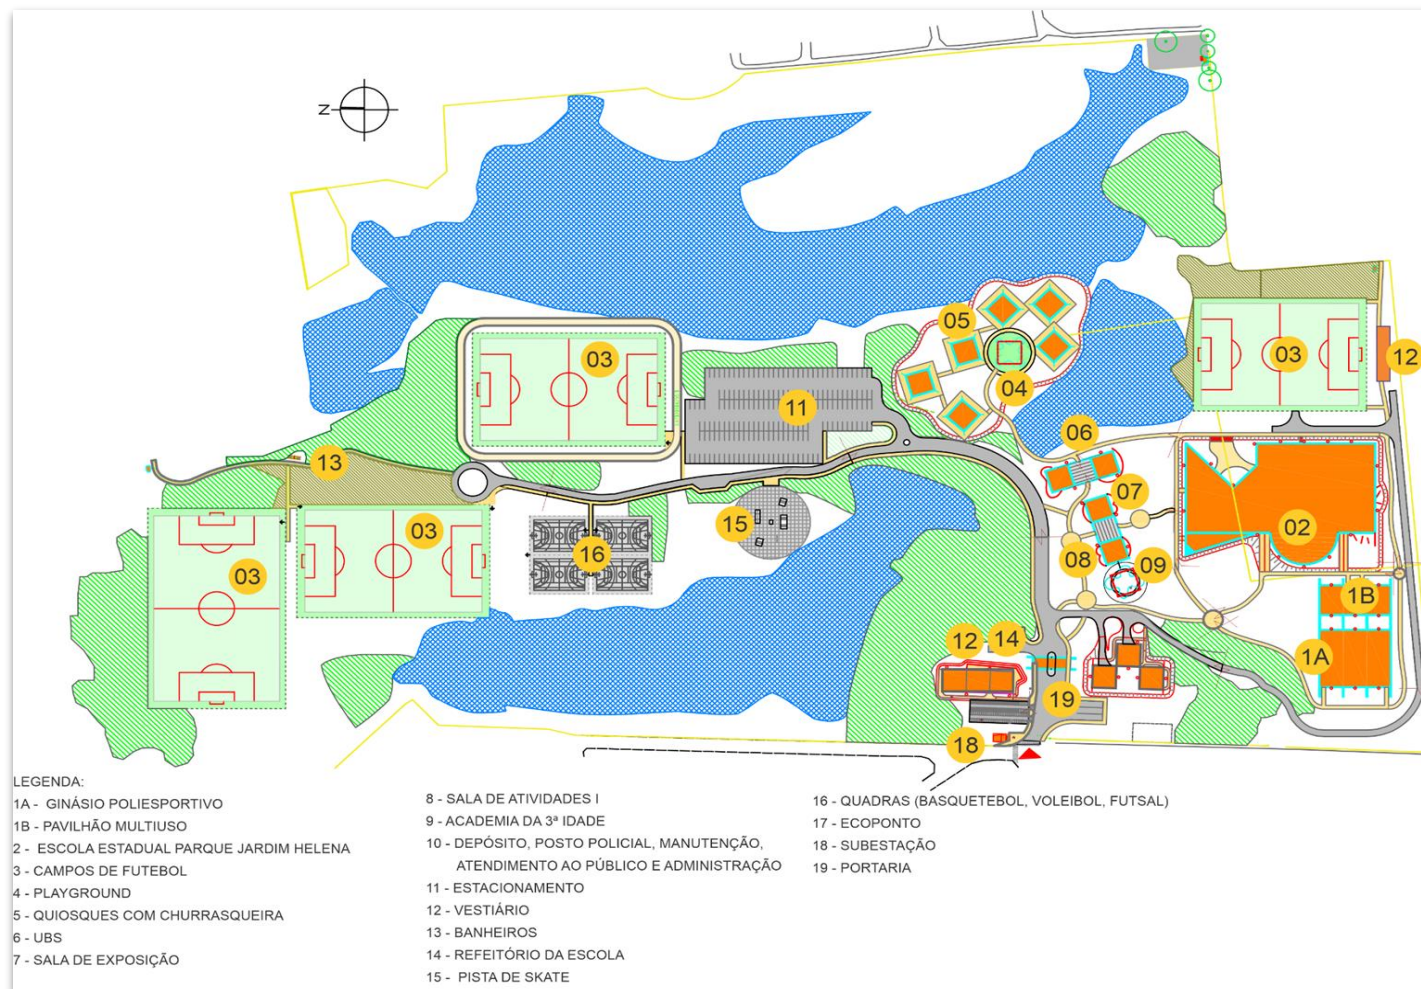 N
05
03
03
12
04
11
06
13
03
07
15
02
03
16
08
09
1B
12
14
1A
19
18
LEGENDA:
1A - GINÁSIO POLIESPORTIVO
1B - PAVILHÃO MULTIUSO
2 - ESCOLA ESTADUAL PARQUE JARDIM HELENA
3 - CAMPOS DE FUTEBOL
4 - PLAYGROUND
5 - QUIOSQUES COM CHURRASQUEIRA
6 - UBS
7 - SALA DE EXPOSIÇÃO
8 - SALA DE ATIVIDADES I
9 - ACADEMIA DA 3ª IDADE
10 - DEPÓSITO, POSTO POLICIAL, MANUTENÇÃO,
ATENDIMENTO AO PÚBLICO E ADMINISTRAÇÃO
11 - ESTACIONAMENTO
12 - VESTIÁRIO
13 - BANHEIROS
14 - REFEITÓRIO DA ESCOLA
15 - PISTA DE SKATE
16 - QUADRAS (BASQUETEBOL, VOLEIBOL, FUTSAL)
17 - ECOPONTO
18 - SUBESTAÇÃO
19 - PORTARIA